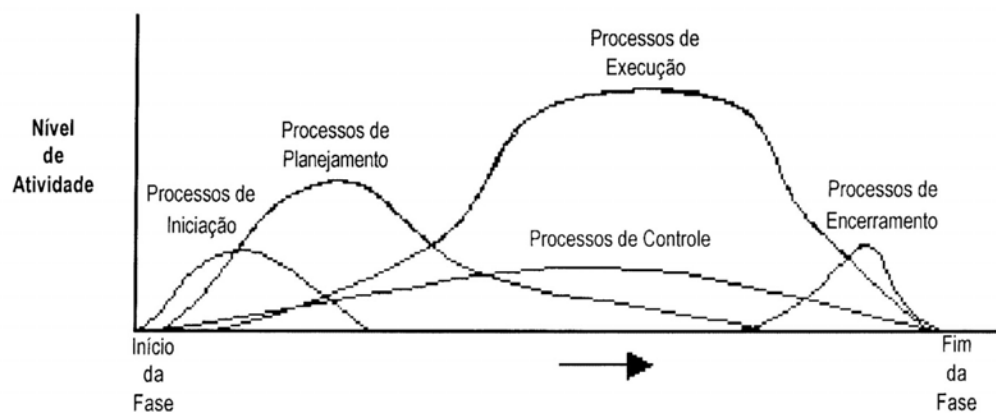 Processos de
Execução
Nível
de
Atividade
Processos de
Planejamento
Processos de
Iniciação
Processos de
Encerramento
Processos de Controle
Início
da
Fase
Fim
da
Fase